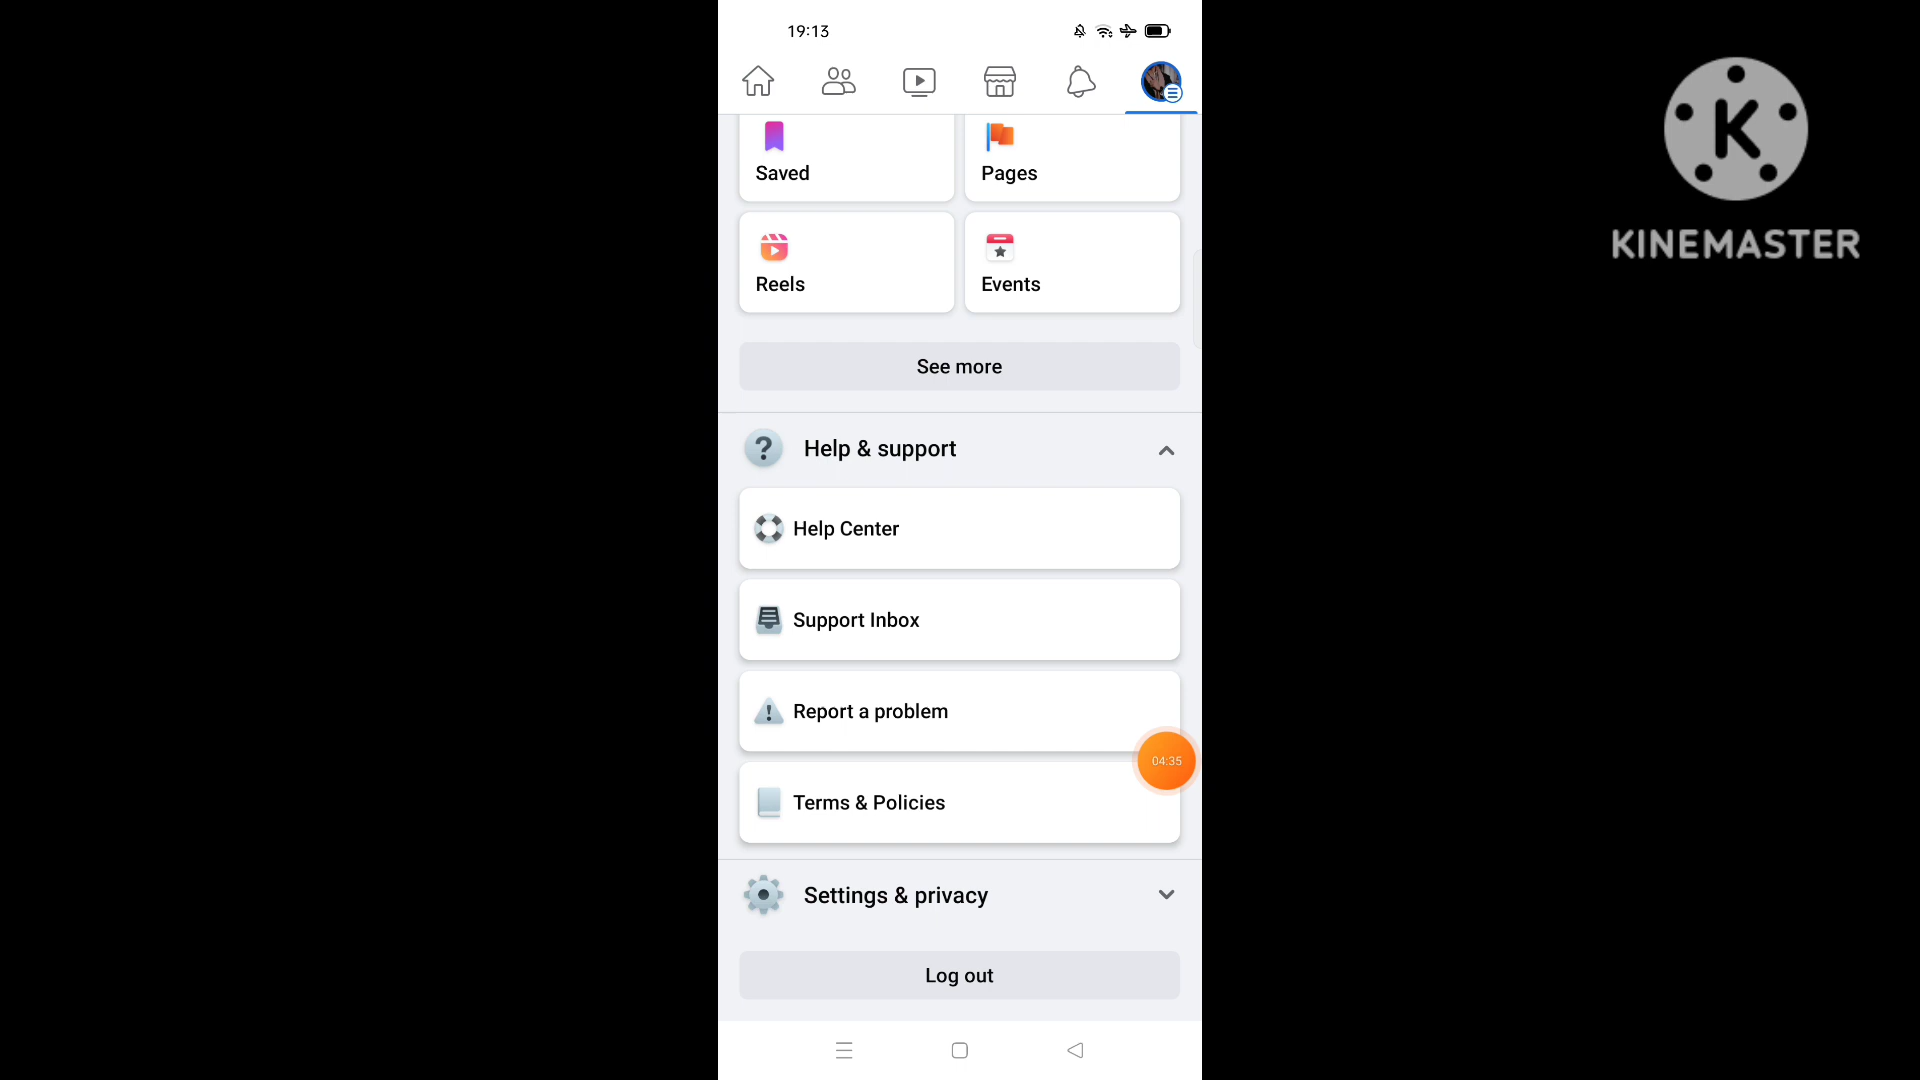 19:13
Saved
Pages
Reels
Events
See more
Help & support
Help Center
Support Inbox
Report a problem
04:35
Terms & Policies
Settings & privacy
Log out
K
KINEMASTER